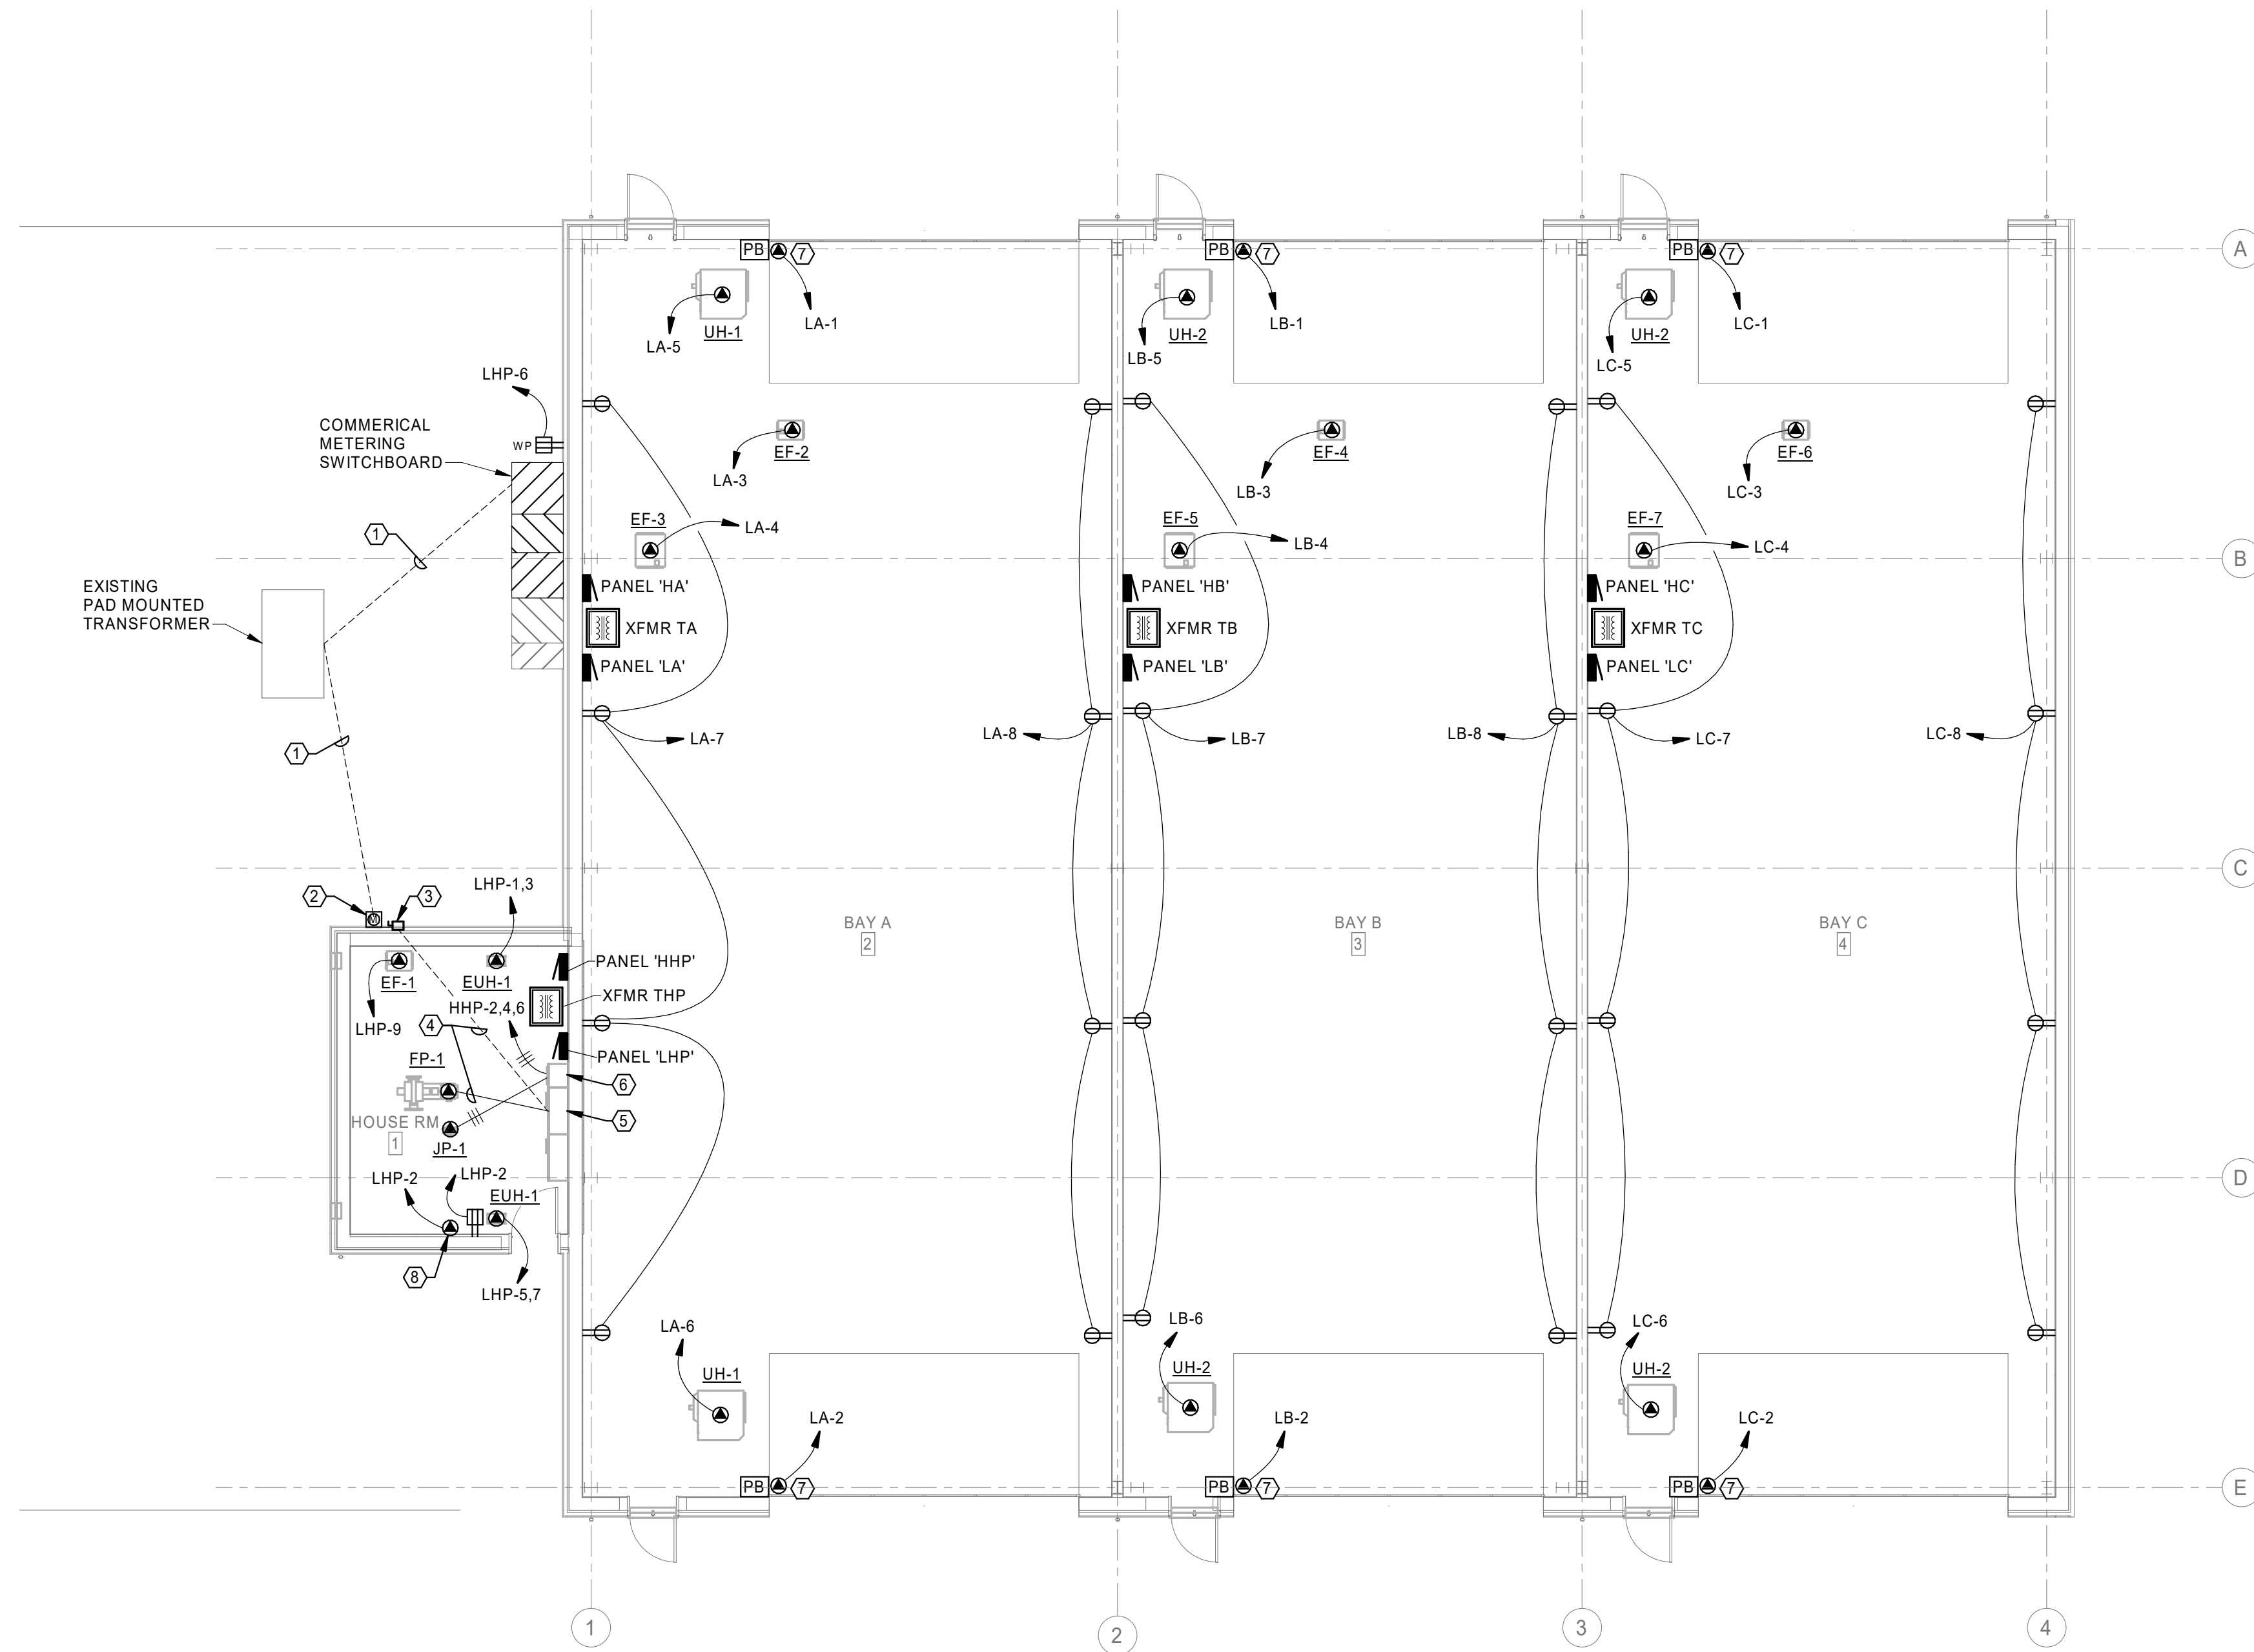 A
PB
7
PB
7
PB
7
LA-1
LB-1
LC-1
UH-1
UH-2
UH-2
LA-5
LB-5
LC-5
LHP-6
COMMERICAL
METERING
SWITCHBOARD
WP
EF-2
EF-4
EF-6
LA-3
LB-3
LC-3
EF-3
LA-4
EF-5
LB-4
EF-7
LC-4
1
B
EXISTING
PAD MOUNTED
TRANSFORMER
PANEL 'HA'
PANEL 'HB'
PANEL 'HC'
XFMR TA
XFMR TB
XFMR TC
PANEL 'LA'
PANEL 'LB'
PANEL 'LC'
1
LA-7
LA-8
LB-7
LB-8
LC-7
LC-8
C
LHP-1,3
2
M
3
BAY A
2
BAY B
3
BAY C
4
EF-1
EUH-1
PANEL 'HHP'
XFMR THP
HHP-2,4,6
LHP-9
4
FP-1
PANEL 'LHP'
6
5
HOUSE RM
1
JP-1
LHP-2
LHP-2
EUH-1
D
8
LHP-5,7
LA-6
LB-6
LC-6
UH-1
UH-2
UH-2
LA-2
LB-2
LC-2
PB
7
PB
7
PB
7
E
1
2
3
4